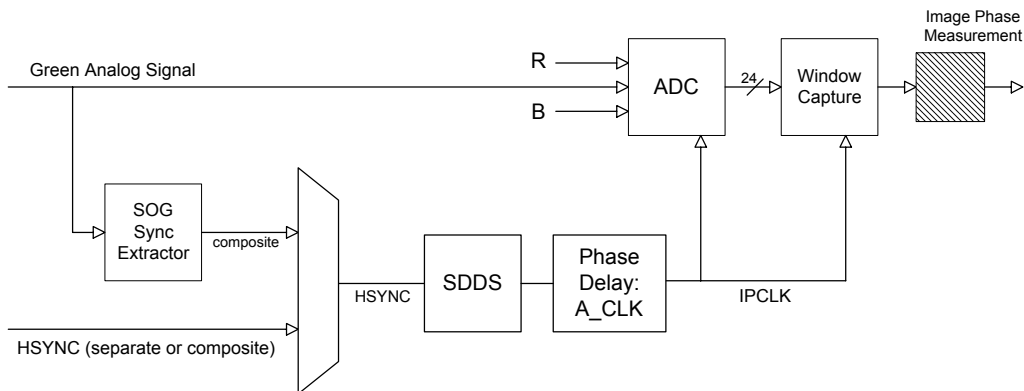 Image Phase
Measurement
Green Analog Signal
R
B
ADC
24
Window
Capture
SOG
Sync
Extractor
composite
HSYNC
SDDS
Phase
Delay:
A_CLK
IPCLK
HSYNC (separate or composite)